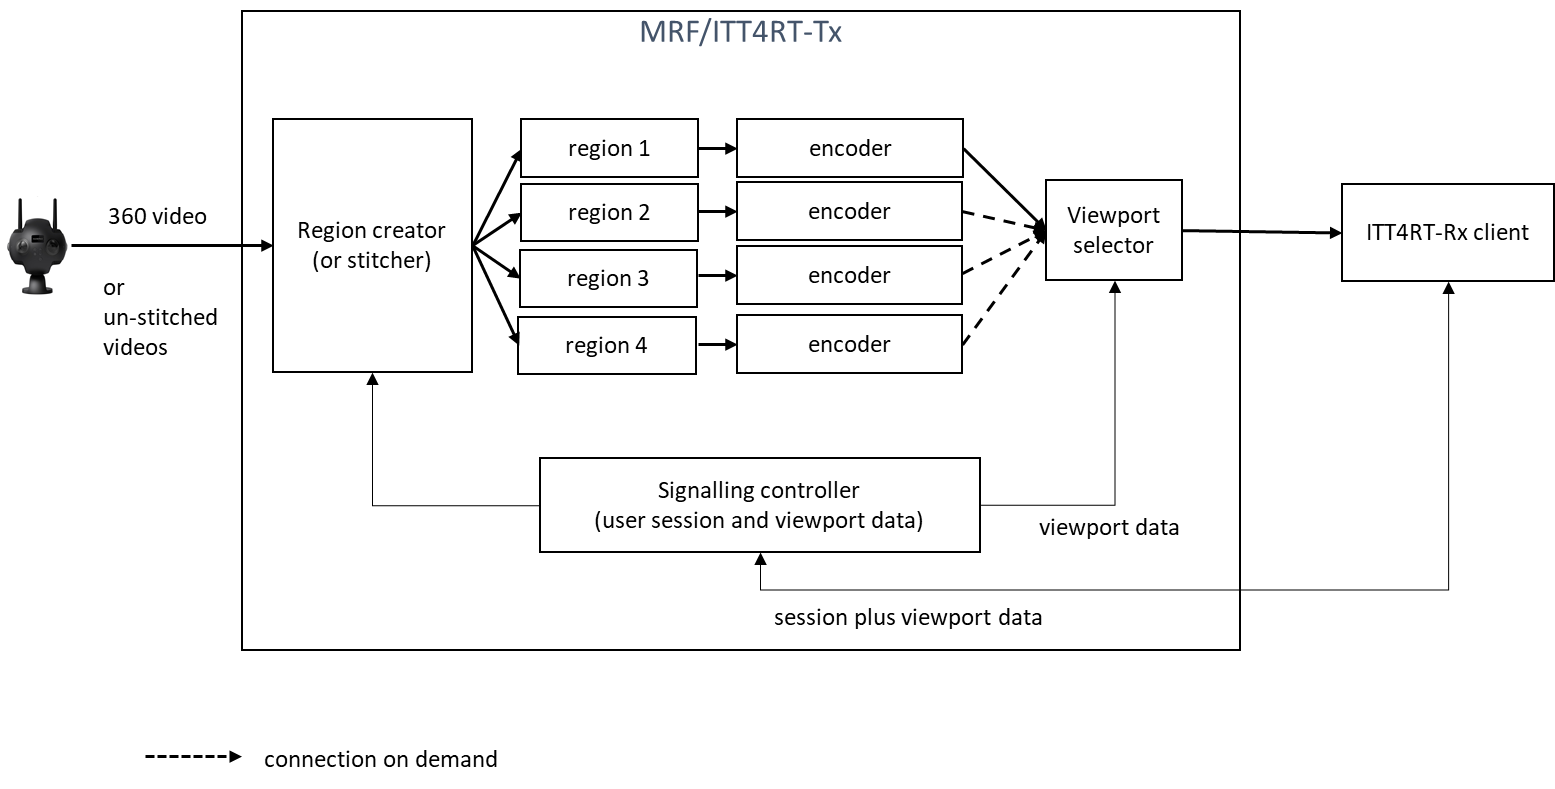 MRF/ITT4RT-Tx
360 video
or
un-stitched
videos
Region creator
(or stitcher)
region 1
encoder
region 2
encoder
region 3
encoder
region 4
encoder
Viewport
selector
ITT4RT-Rx client
Signalling controller
(user session and viewport data)
viewport data
session plus viewport data
connection on demand